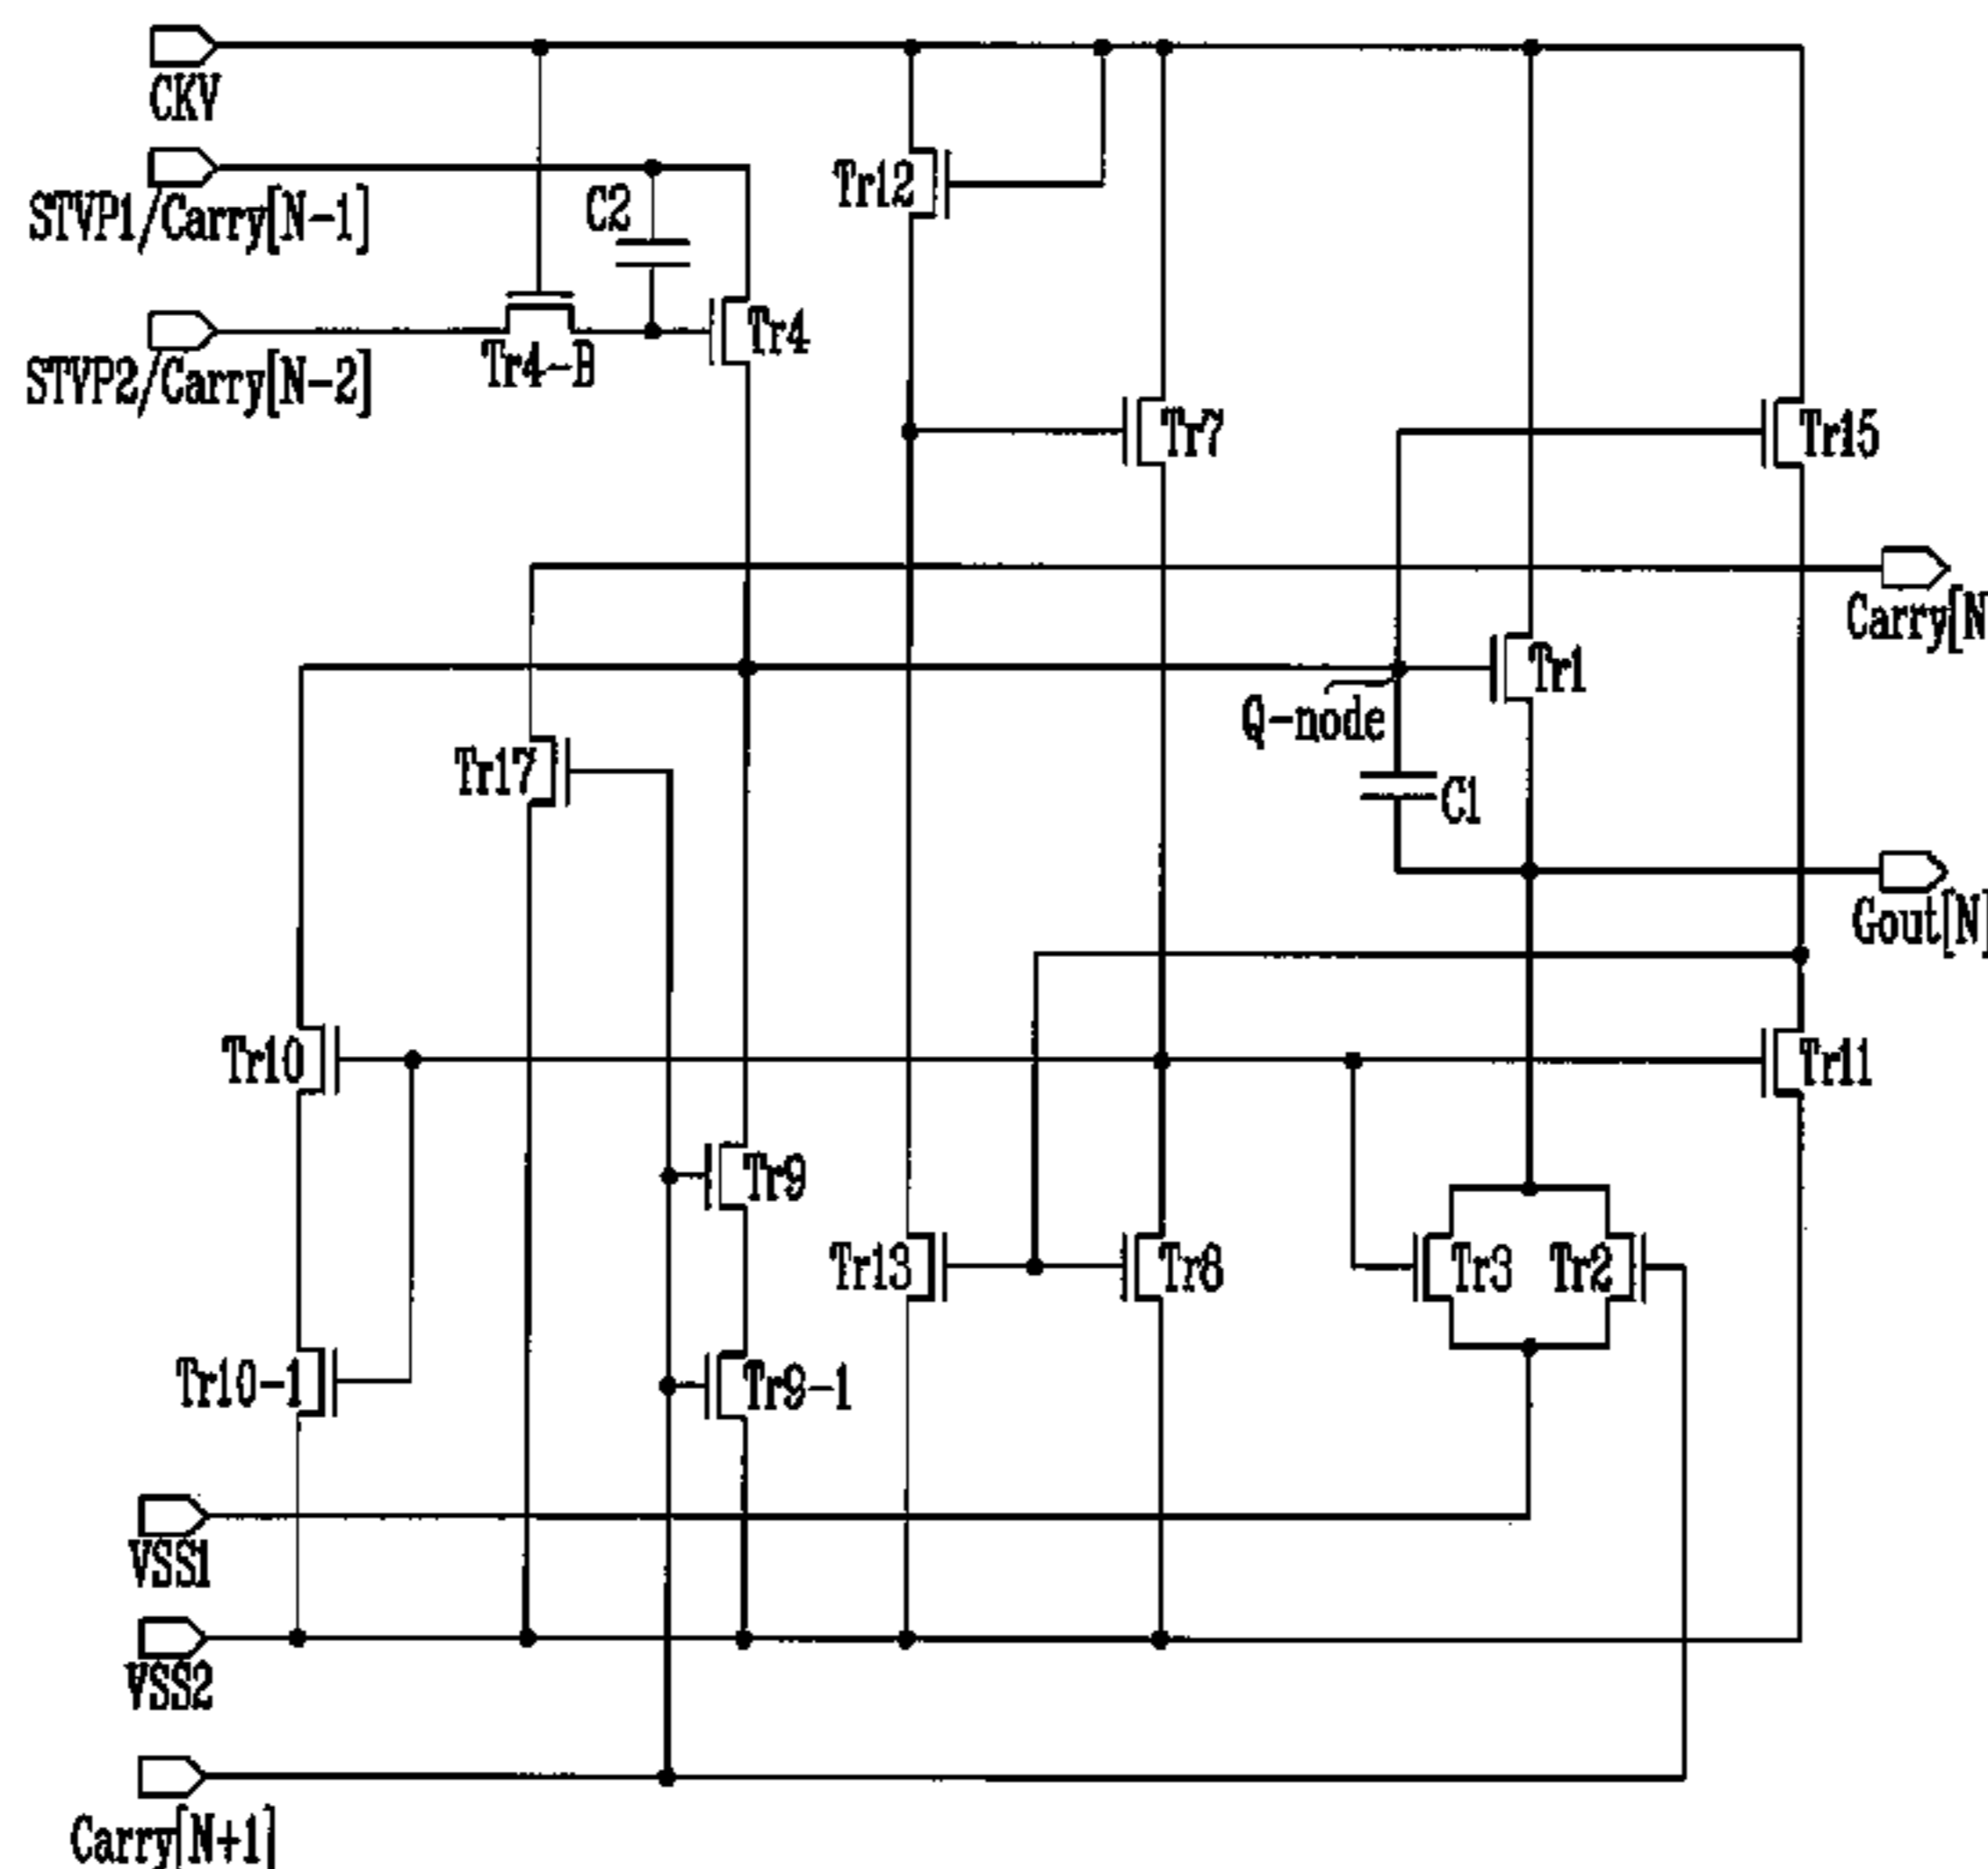 CKV
STVP1/Carry[N-1]
C2
Tr12
STVP2/Carry[N-2]
Tr4-B
Tr4
Tr7
Tr15
Carry[N
Tr1
Q-node
Tr17
C1
Gout[N]
Tr10
Tr11
Tr9
Tr13
Tr8
Tr3
Tr2
Tr10-1
Tr9-1
VSS1
VSS2
Carry[N+1]